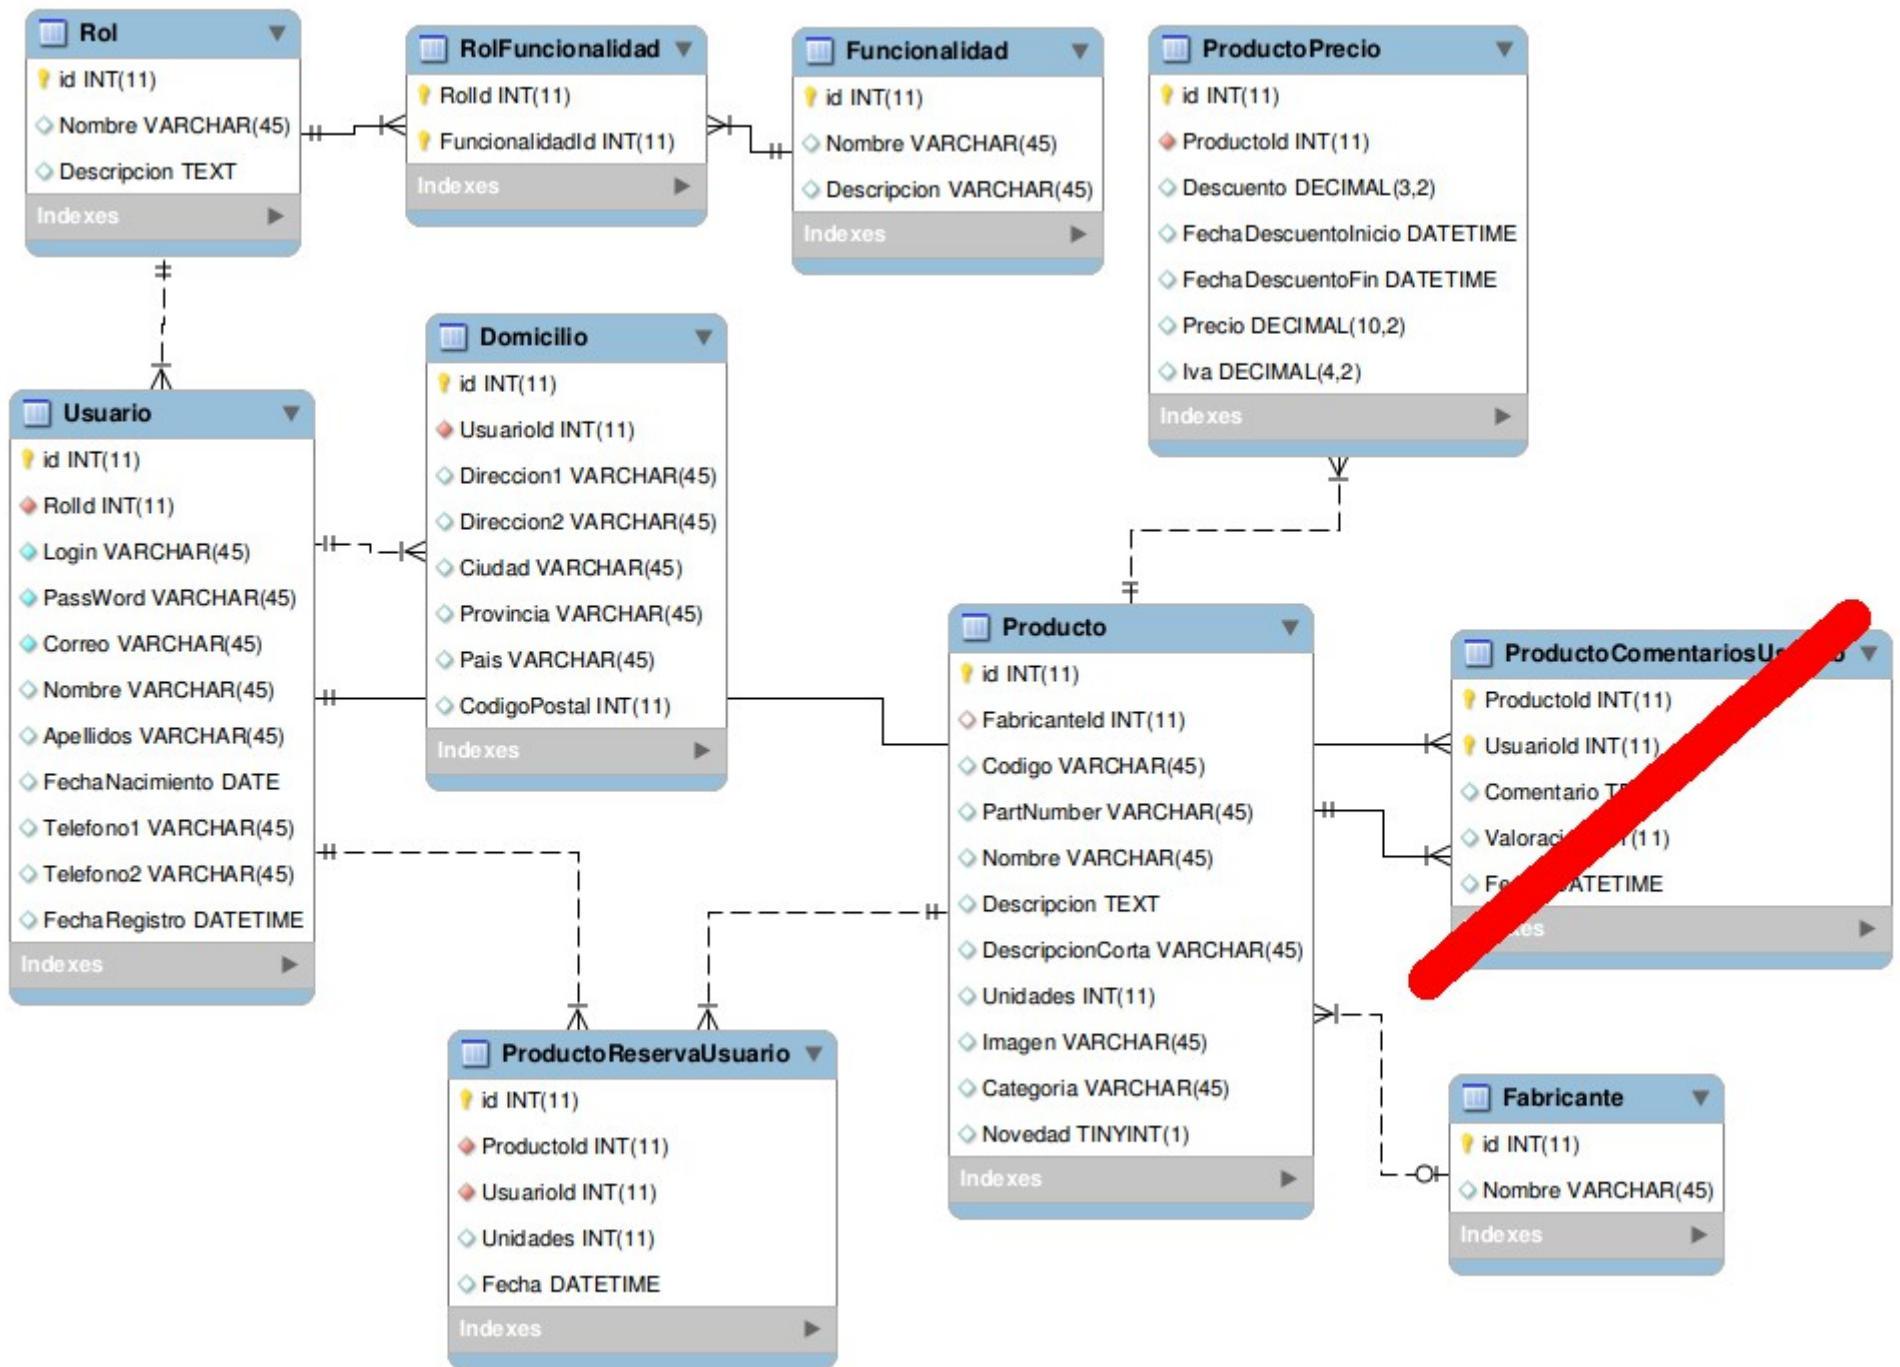 Rol
id INT(11)
Nombre VARCHAR(45)
Descripcion TEXT
Indexes
RolFuncionalidad
RolId INT(11)
FuncionalidadId INT(11)
Indexes
Funcionalidad
id INT(11)
Nombre VARCHAR(45)
Descripcion VARCHAR(45)
Indexes
ProductoPrecio
id INT(11)
ProductoId INT(11)
Descuento DECIMAL(3,2)
FechaDescuentoInicio DATETIME
FechaDescuentoFin DATETIME
Precio DECIMAL(10,2)
Iva DECIMAL(4,2)
Indexes
Usuario
id INT(11)
RolId INT(11)
Login VARCHAR(45)
PassWord VARCHAR(45)
Correo VARCHAR(45)
Nombre VARCHAR(45)
Apellidos VARCHAR(45)
FechaNacimiento DATE
Telefono1 VARCHAR(45)
Telefono2 VARCHAR(45)
FechaRegistro DATETIME
Indexes
Domicilio
id INT(11)
UsuarioId INT(11)
Direccion1 VARCHAR(45)
Direccion2 VARCHAR(45)
Ciudad VARCHAR(45)
Provincia VARCHAR(45)
Pais VARCHAR(45)
CodigoPostal INT(11)
Indexes
Producto
id INT(11)
FabricanteId INT(11)
Codigo VARCHAR(45)
PartNumber VARCHAR(45)
Nombre VARCHAR(45)
Descripcion TEXT
DescripcionCorta VARCHAR(45)
Unidades INT(11)
Imagen VARCHAR(45)
Categoria VARCHAR(45)
Novedad TINYINT(1)
Indexes
ProductoId INT(11)
UsuarioId INT(11)
Comentario
(11)
DATETIME
ProductoReservaUsuario
id INT(11)
ProductoId INT(11)
UsuarioId INT(11)
Unidades INT(11)
Fecha DATETIME
Indexes
Fabricante
id INT(11)
Nombre VARCHAR(45)
Indexes